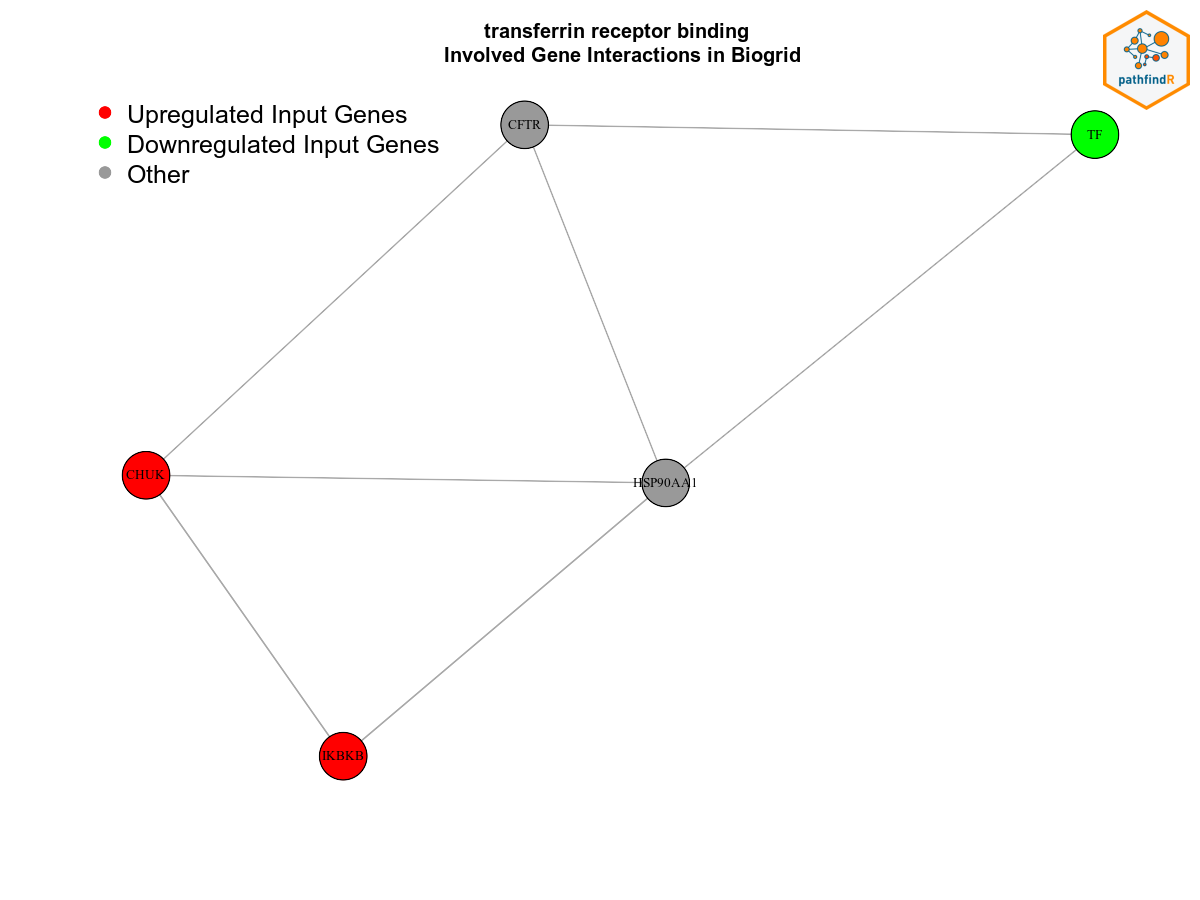 transferrin receptor binding
Involved Gene Interactions in Biogrid
pathfindR
Upregulated Input Genes
Downregulated Input Genes
Other
CFTR
TF
CHUK
HSP90AA1
IKBKB